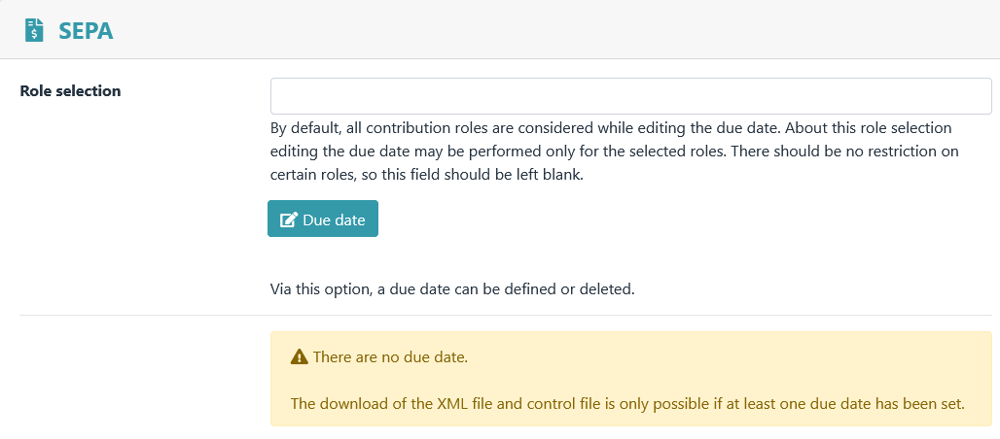 SEPA
Role selection
By default, all contribution roles are considered while editing the due date. About this role selection
editing the due date may be performed only for the selected roles. There should be no restriction on
certain roles, so this field should be left blank.
Due date
Via this option, a due date can be defined or deleted.
There are no due date.
The download of the XML file and control file is only possible if at least one due date has been set.